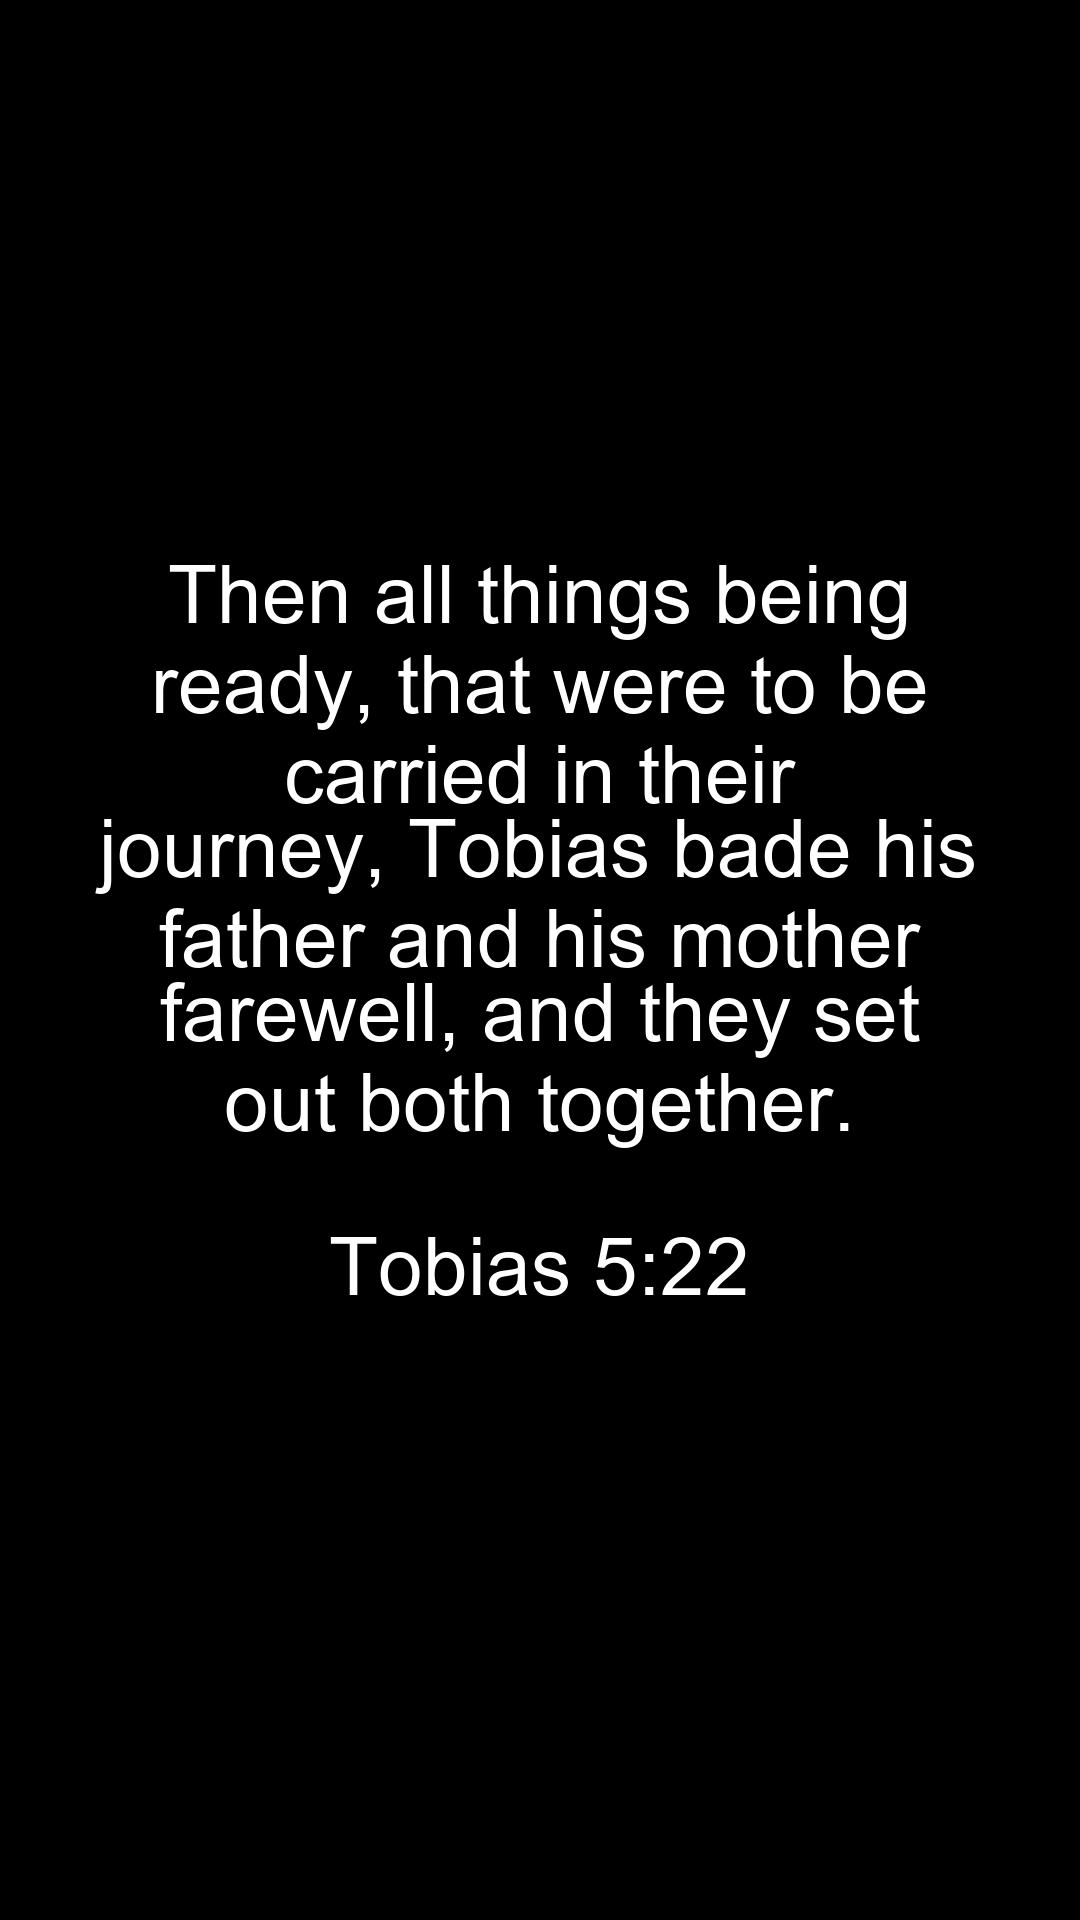 Then all things being
ready, that were to be
carried in their
journey, Tobias bade his
father and his mother
farewell, and they set
out both together.
Tobias 5:22